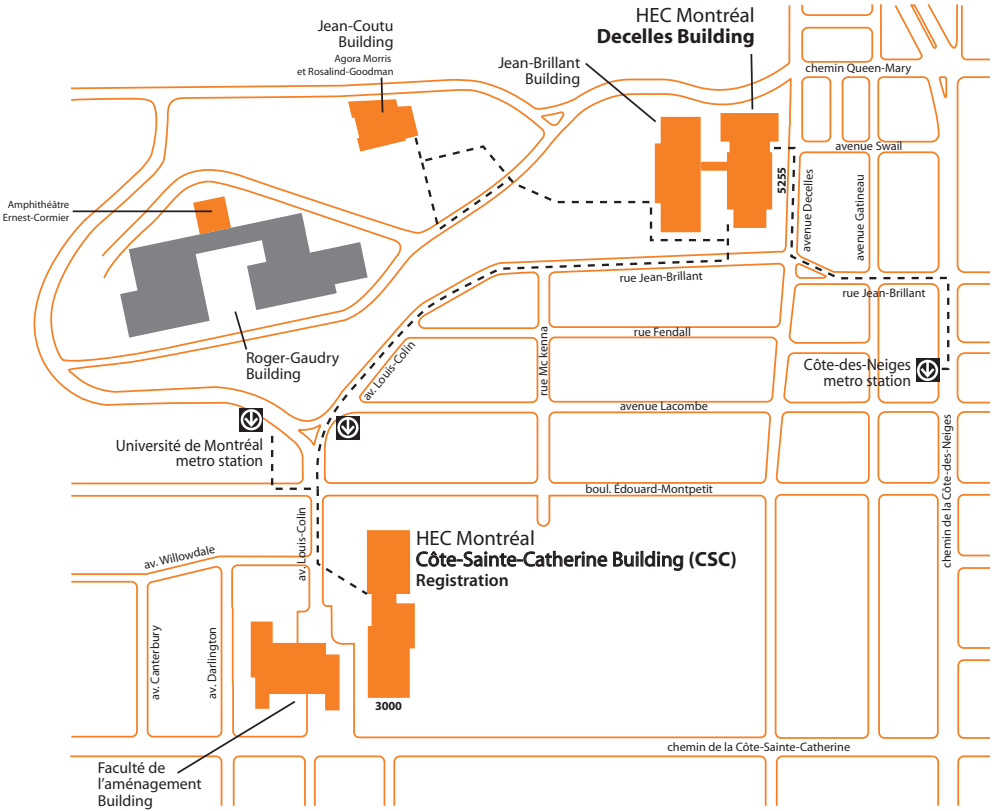 Jean-Coutu
Building
Agora Morris
et Rosalind-Goodman
HEC Montréal
Decelles Building
Jean-Brillant
Building
chemin Queen-Mary
avenue Swail
5255
avenue Decelles
avenue Gatineau
Amphithéâtre
Ernest-Cormier
rue Jean-Brillant
rue Jean-Brillant
rue Fendall
Roger-Gaudry
Building
av. Louis-Colin
rue Mc kenna
Côte-des-Neiges
metro station
avenue Lacombe
Université de Montréal
metro station
chemin de la Côte-des-Neiges
boul. Édouard-Montpetit
av. Louis-Colin
HEC Montréal
Côte-Sainte-Catherine Building (CSC)
Registration
av. Willowdale
av. Canterbury
av. Darlington
3000
chemin de la Côte-Sainte-Catherine
Faculté de
l'aménagement
Building